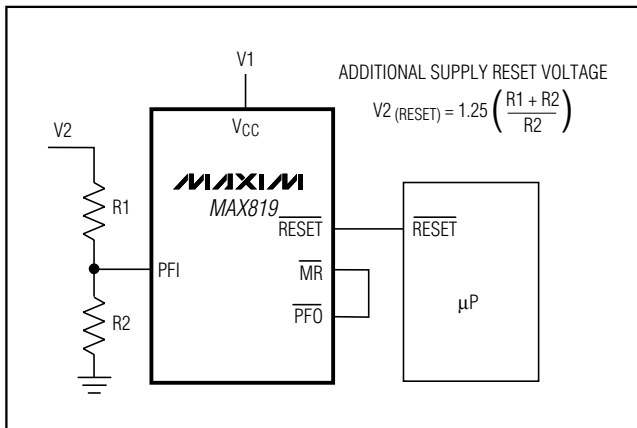 V1
ADDITIONAL SUPPLY RESET VOLTAGE
V2 (RESET) = 1.25 ( R1 + R2 / R2 )
VCC
V2
MAXIM
MAX819
R1
RESET
RESET
PFI
MR
R2
PFO
µP